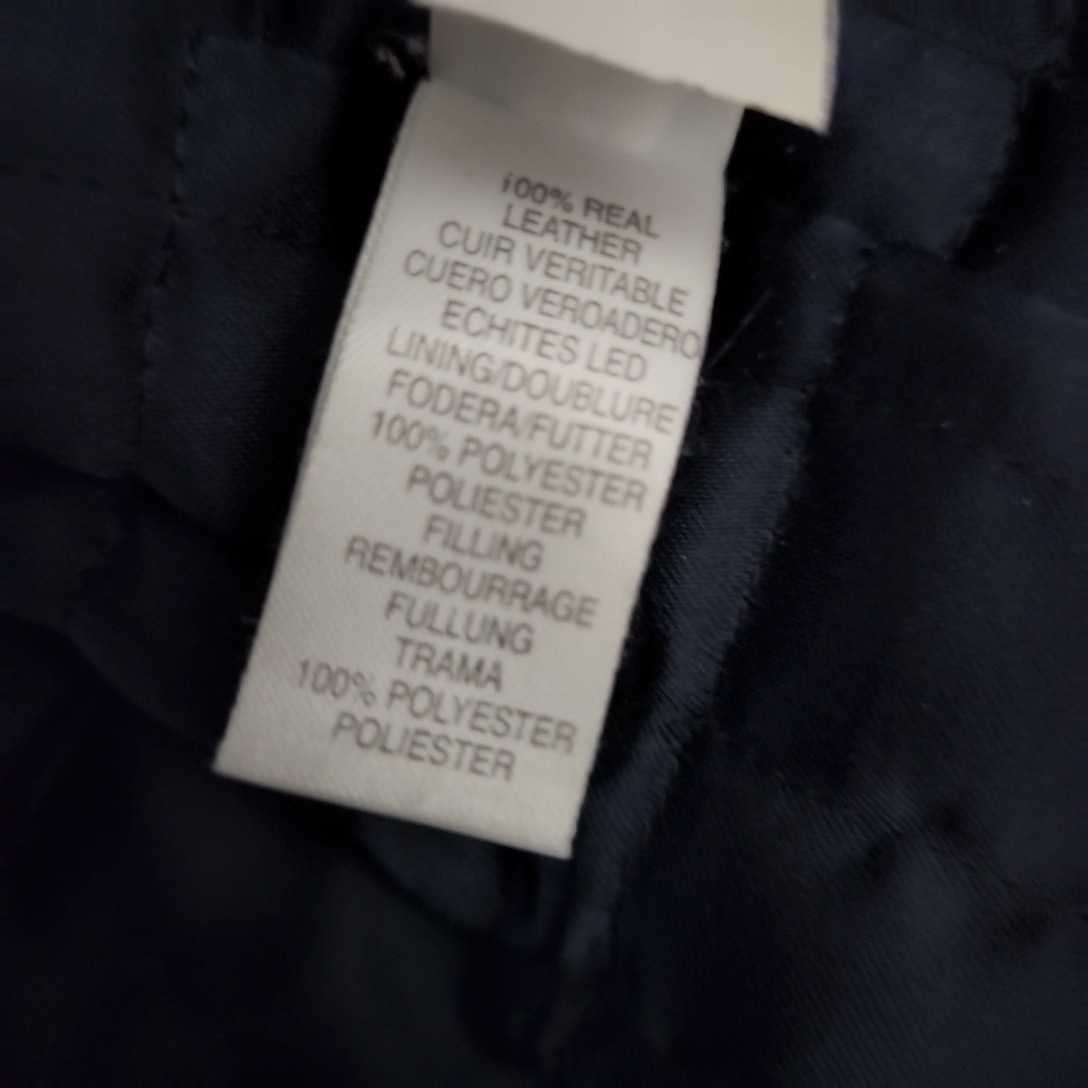 100% REAL
LEATHER
CUIR VERITABLE
CUERO VEROADERO
ECHITES LED
LINING/DOUBLURE
FODERA/FUTTER
100% POLYESTER
POLIESTER
FILLING
REMBOURRAGE
FULLUNG
TRAMA
100% POLYESTER
POLIESTER